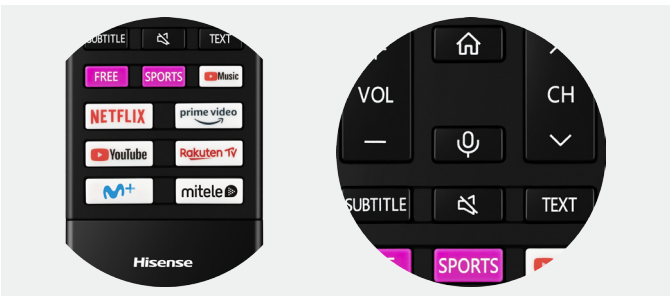 SUBTITLE TEXT
FREE SPORTS Music
NETFLIX prime video
YouTube Rakuten TV
M+ mitele
Hisense
VOL CH
SUBTITLE TEXT
SPORTS